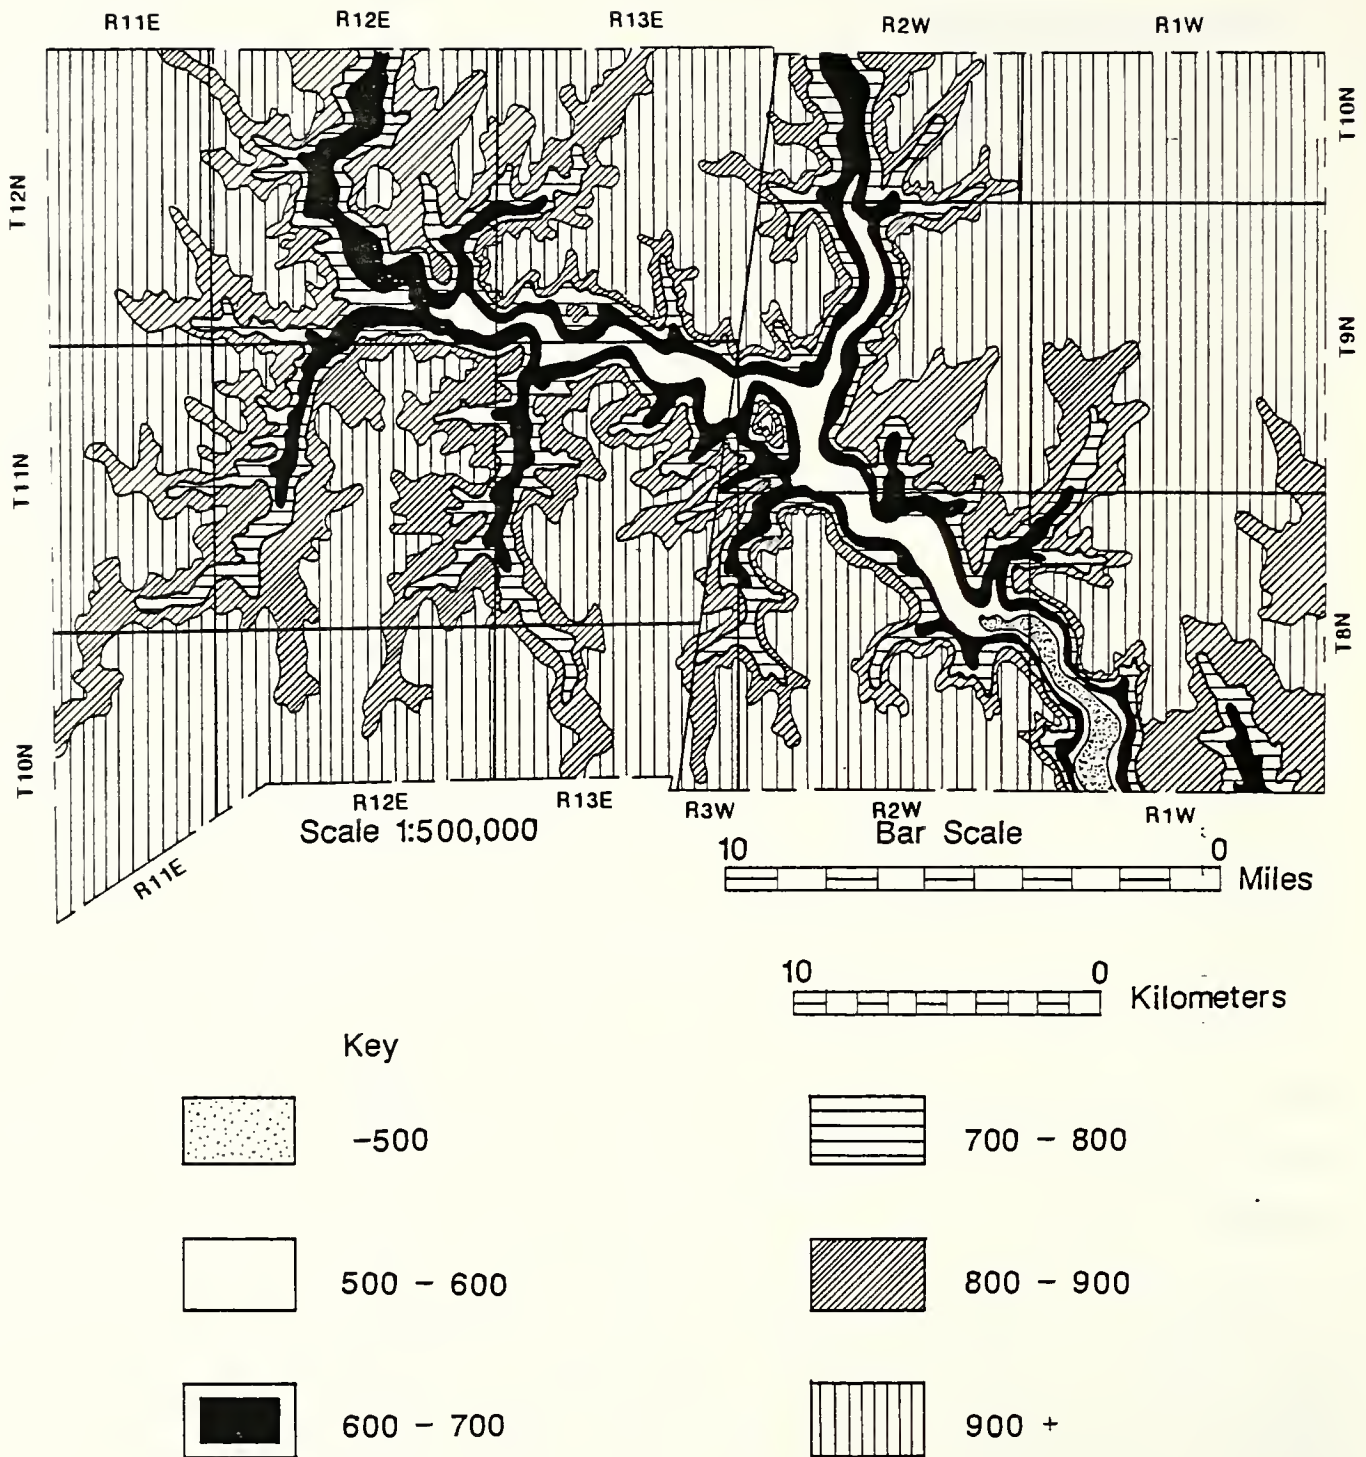 R11E R12E R13E R2W R1W
T10N
T12N
T9N
T11N
T8N
T10N
R12E R13E R3W R2W R1W
R11E
Scale 1:500,000
Bar Scale
10 0
Miles
10 0
Kilometers
Key
-500
700 - 800
500 - 600
800 - 900
600 - 700
900 +